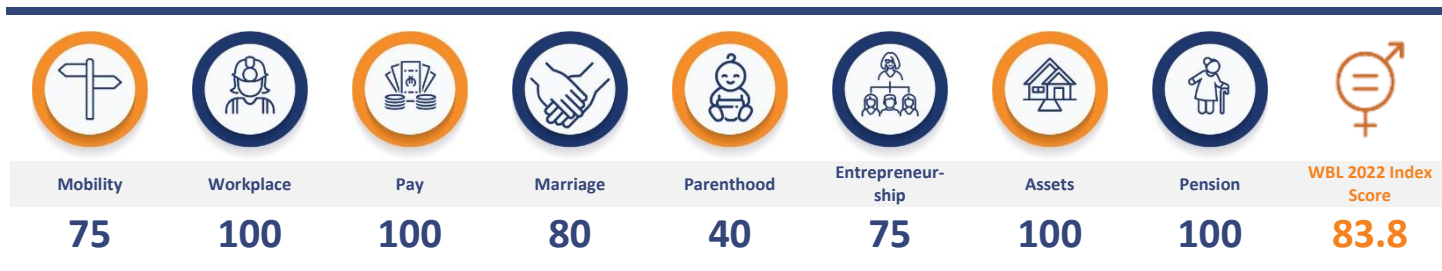 Mobility
Workplace
Pay
Marriage
Parenthood
Entrepreneur-
ship
Assets
Pension
WBL 2022 Index
Score
75
100
100
80
40
75
100
100
83.8